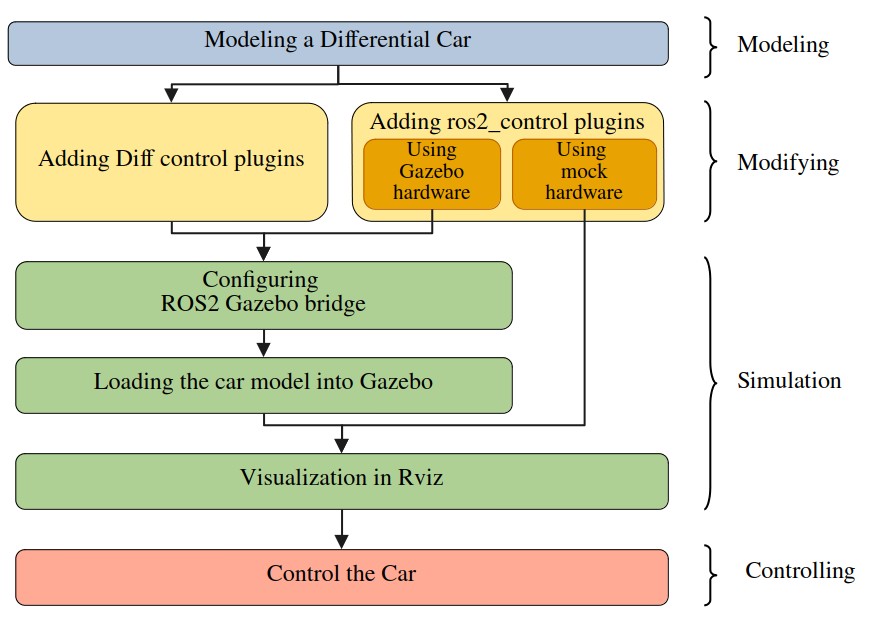 Modeling a Differential Car
Modeling
Adding Diff control plugins
Adding ros2_control plugins
Using
Gazebo
hardware
Using
mock
hardware
Modifying
Configuring
ROS2 Gazebo bridge
Loading the car model into Gazebo
Simulation
Visualization in Rviz
Control the Car
Controlling